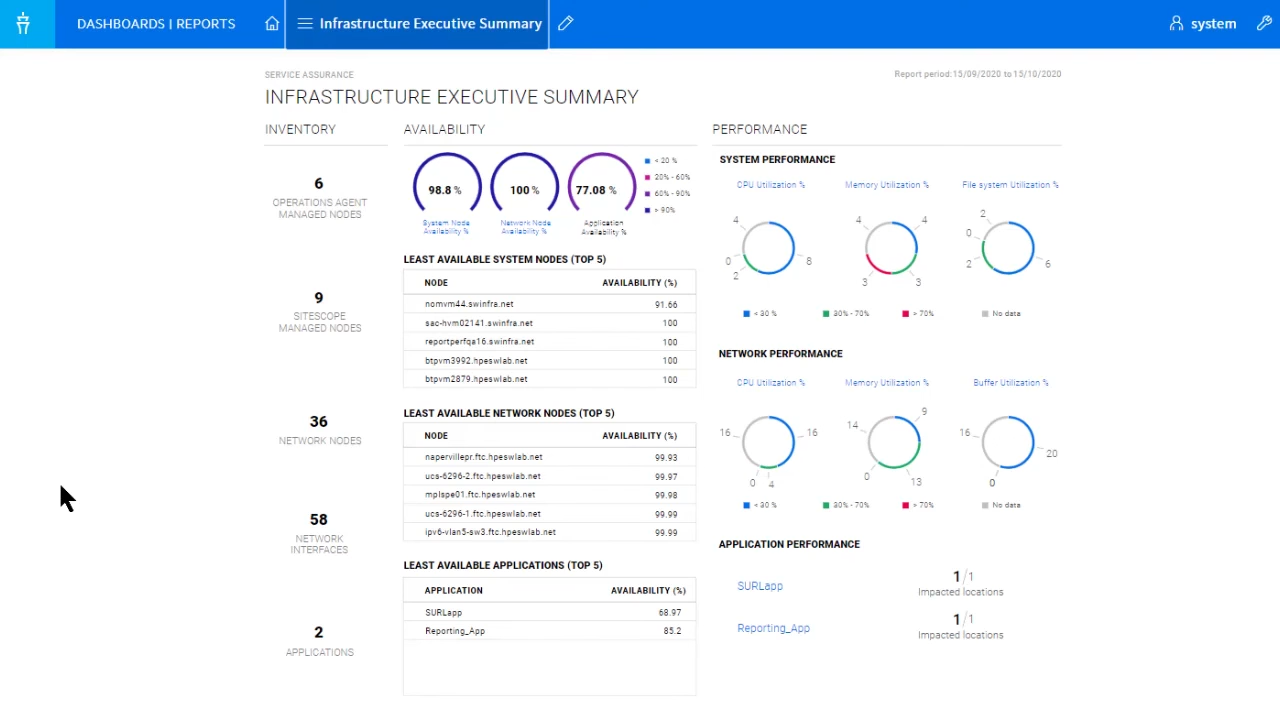 DASHBOARDS | REPORTS
Infrastructure Executive Summary
system
SERVICE ASSURANCE
Report period: 15/09/2020 to 15/10/2020
INFRASTRUCTURE EXECUTIVE SUMMARY
INVENTORY
6
OPERATIONS AGENT
MANAGED NODES
9
SITESCOPE
MANAGED NODES
36
NETWORK NODES
58
NETWORK
INTERFACES
2
APPLICATIONS
AVAILABILITY
98.8 %
System Node
Availability %
100 %
Network Node
Availability %
77.08 %
Application
Availability %
< 20 %
20% - 60%
60% - 90%
> 90%
LEAST AVAILABLE SYSTEM NODES (TOP 5)
NODE AVAILABILITY (%)
nomvm44.swinfra.net 91.66
sac-hvm02141.swinfra.net 100
reportperfqa16.swinfra.net 100
btpvm3992.hpeswlab.net 100
btpvm2879.hpeswlab.net 100
LEAST AVAILABLE NETWORK NODES (TOP 5)
NODE AVAILABILITY (%)
napervillepr.ftc.hpeswlab.net 99.93
ucs-6296-2.ftc.hpeswlab.net 99.97
mplspe01.ftc.hpeswlab.net 99.98
ucs-6296-1.ftc.hpeswlab.net 99.99
ipv6-vlan5-sw3.ftc.hpeswlab.net 99.99
LEAST AVAILABLE APPLICATIONS (TOP 5)
APPLICATION AVAILABILITY (%)
SURLapp 68.97
Reporting_App 85.2
PERFORMANCE
SYSTEM PERFORMANCE
CPU Utilization %
4
0
2
8
Memory Utilization %
4
4
3
3
File system Utilization %
2
0
2
6
< 30 %
30% - 70%
> 70%
No data
NETWORK PERFORMANCE
CPU Utilization %
16
16
0
4
Memory Utilization %
9
14
0
13
Buffer Utilization %
16
20
0
< 30 %
30% - 70%
> 70%
No data
APPLICATION PERFORMANCE
SURLapp
1/1
Impacted locations
Reporting_App
1/1
Impacted locations